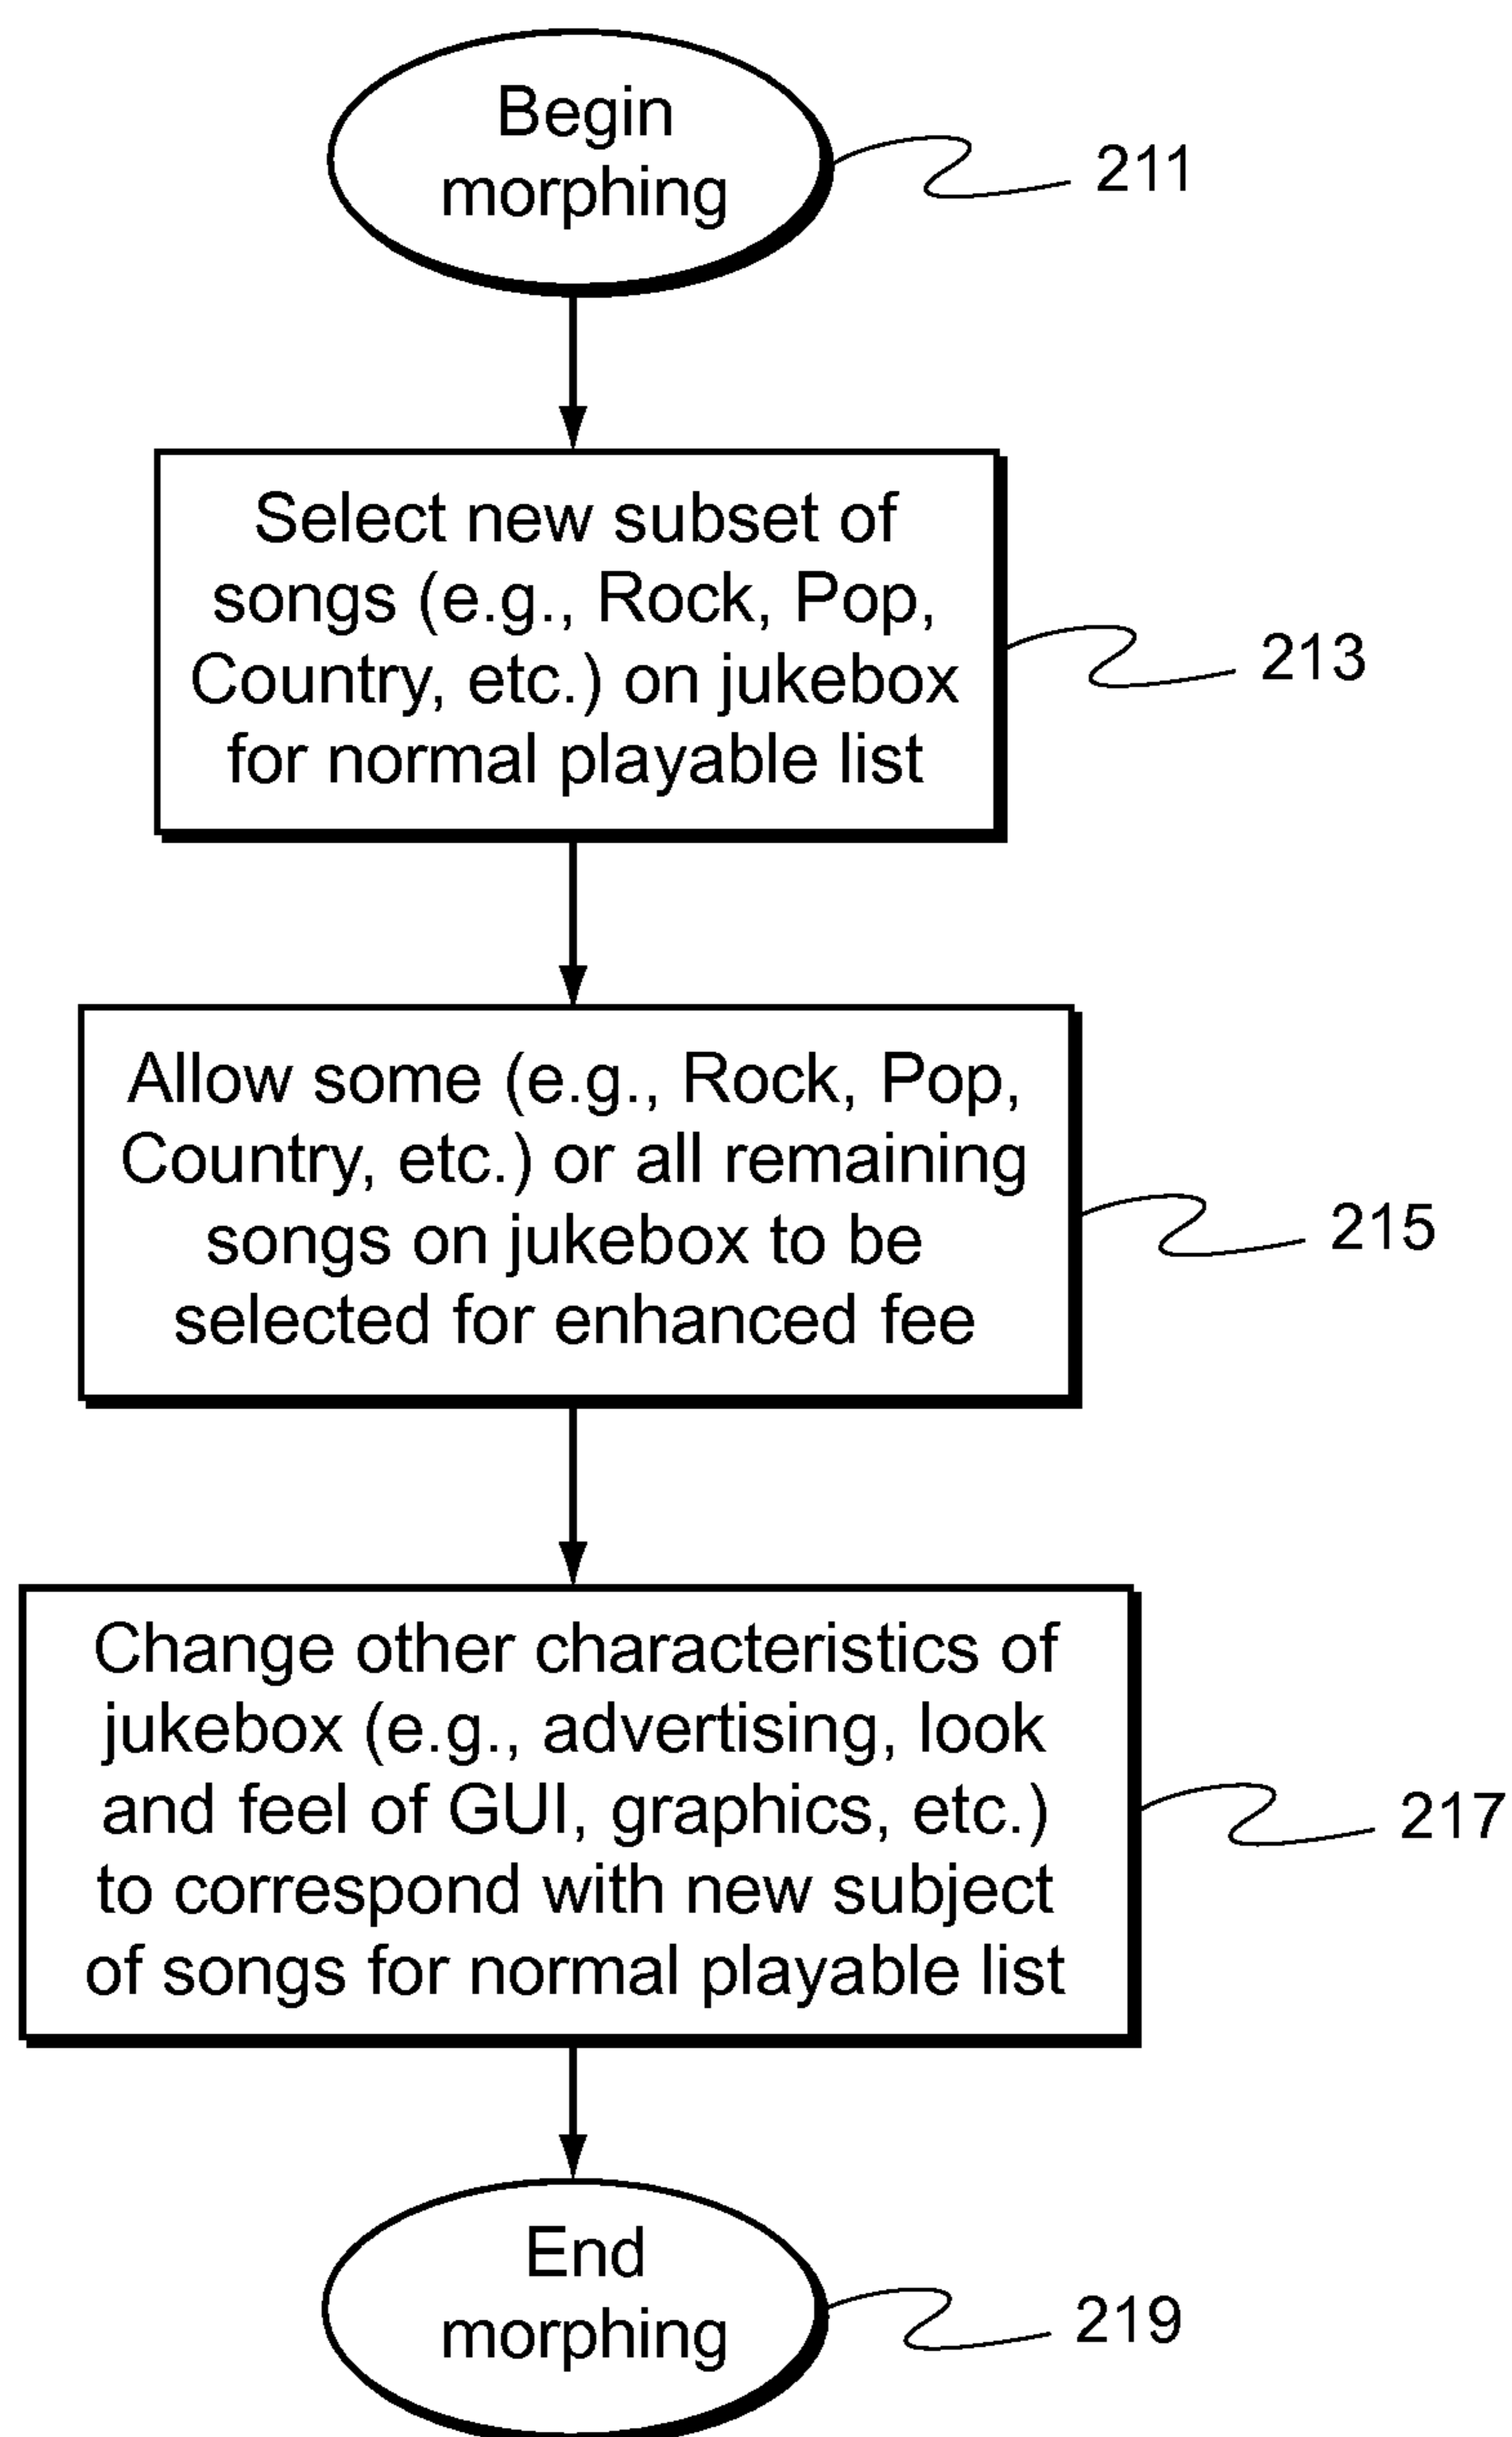 Begin
morphing
211
Select new subset of
songs (e.g., Rock, Pop,
Country, etc.) on jukebox
for normal playable list
213
Allow some (e.g., Rock, Pop,
Country, etc.) or all remaining
songs on jukebox to be
selected for enhanced fee
215
Change other characteristics of
jukebox (e.g., advertising, look
and feel of GUI, graphics, etc.)
to correspond with new subject
of songs for normal playable list
217
End
morphing
219